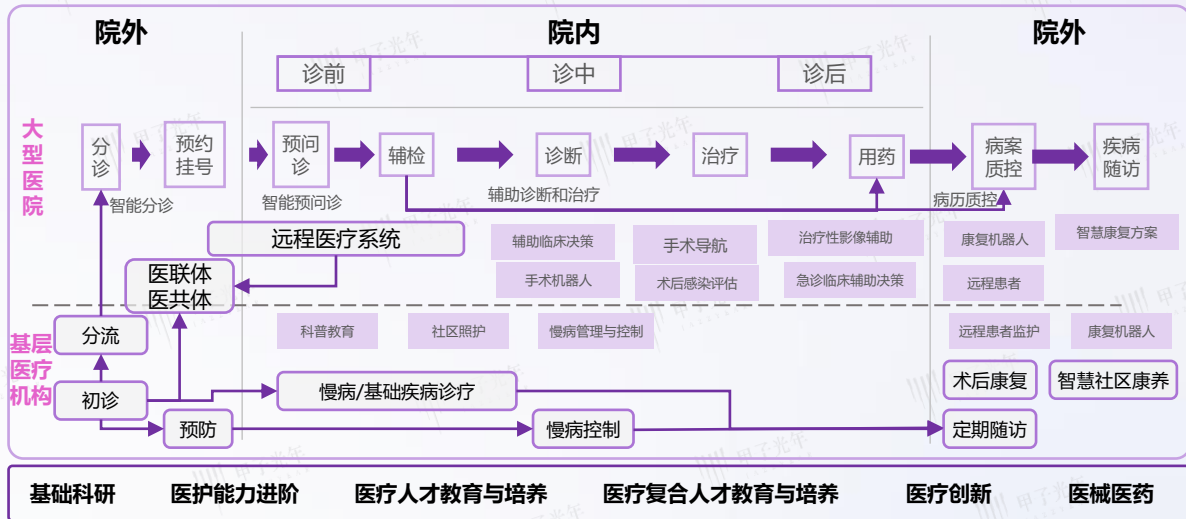 院外
院内
院外
诊前
诊中
诊后
大型医院
分诊
预约挂号
预问诊
辅检
诊断
治疗
用药
病案质控
疾病随访
智能分诊
智能预问诊
辅助诊断和治疗
病历质控
远程医疗系统
辅助临床决策
手术导航
治疗性影像辅助
康复机器人
智慧康复方案
医联体
医共体
手术机器人
术后感染评估
急诊临床辅助决策
远程患者
基层医疗机构
分流
科普教育
社区照护
慢病管理与控制
远程患者监护
康复机器人
初诊
慢病/基础疾病诊疗
术后康复
智慧社区康养
预防
慢病控制
定期随访
基础科研
医护能力进阶
医疗人才教育与培养
医疗复合人才教育与培养
医疗创新
医械医药
甲子光年